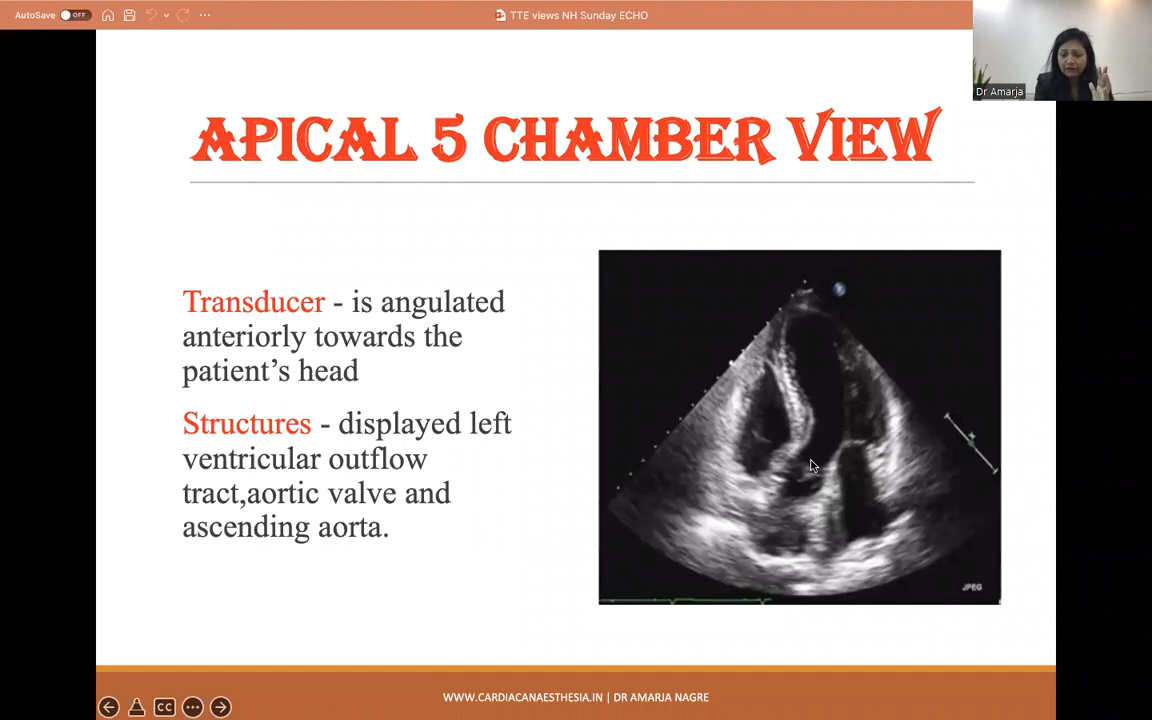 AutoSave OFF
TTE views NH Sunday ECHO
Dr Amarja
APICAL 5 CHAMBER VIEW
Transducer - is angulated
anteriorly towards the
patient’s head
Structures - displayed left
ventricular outflow
tract,aortic valve and
ascending aorta.
JPEG
WWW.CARDIACANAESTHESIA.IN | DR AMARJA NAGRE
CC